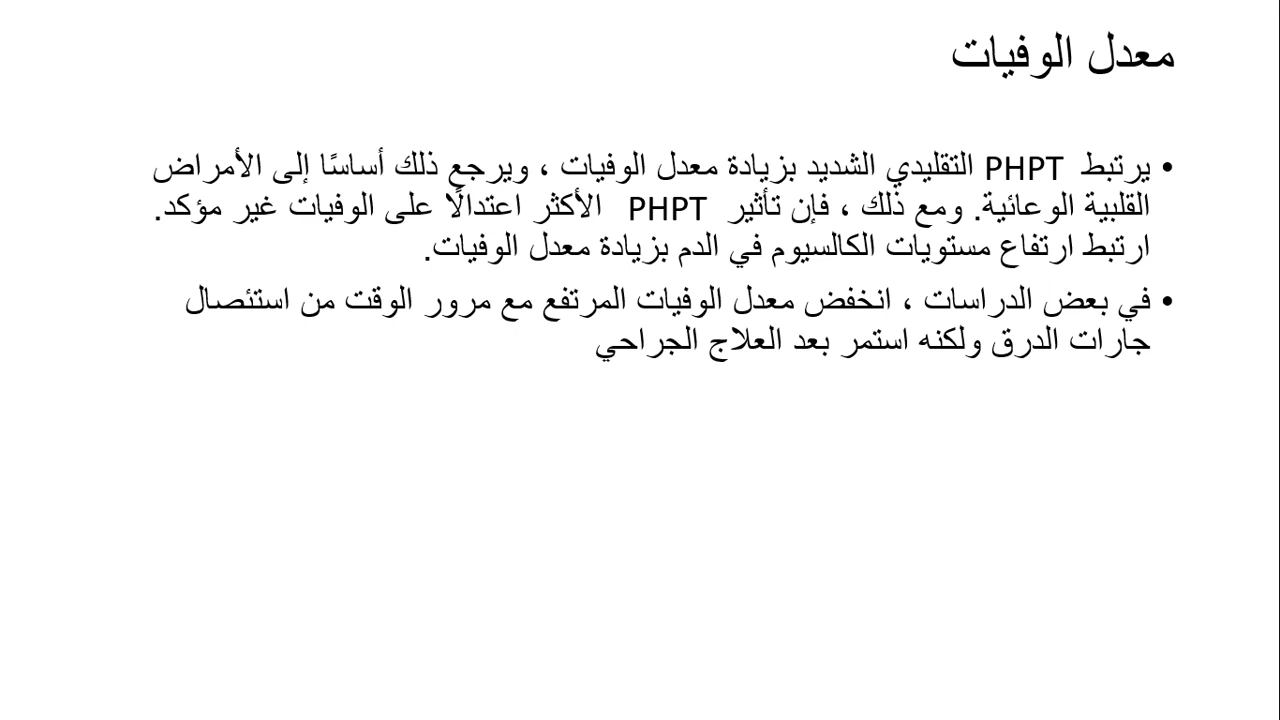 معدل الوفيات
• يرتبط PHPT التقليدي الشديد بزيادة معدل الوفيات ، ويرجع ذلك أساسًا إلى الأمراض
القلبية الوعائية. ومع ذلك ، فإن تأثير PHPT الأكثر اعتدالًا على الوفيات غير مؤكد.
ارتبط ارتفاع مستويات الكالسيوم في الدم بزيادة معدل الوفيات.
• في بعض الدراسات ، انخفض معدل الوفيات المرتفع مع مرور الوقت من استئصال
جارات الدرق ولكنه استمر بعد العلاج الجراحي